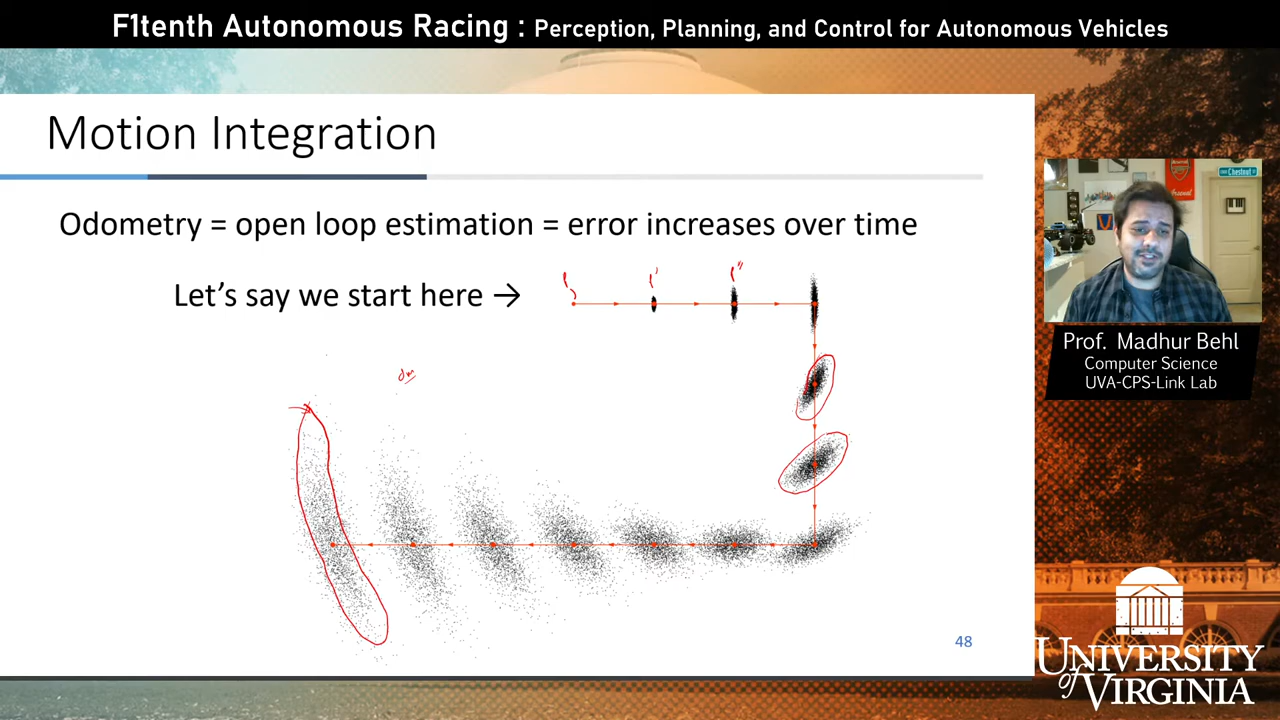 F1tenth Autonomous Racing : Perception, Planning, and Control for Autonomous Vehicles
Motion Integration
Odometry = open loop estimation = error increases over time
Let's say we start here →
48
Arsenal
Chestnut
Prof. Madhur Behl
Computer Science
UVA-CPS-Link Lab
UNIVERSITY
of VIRGINIA